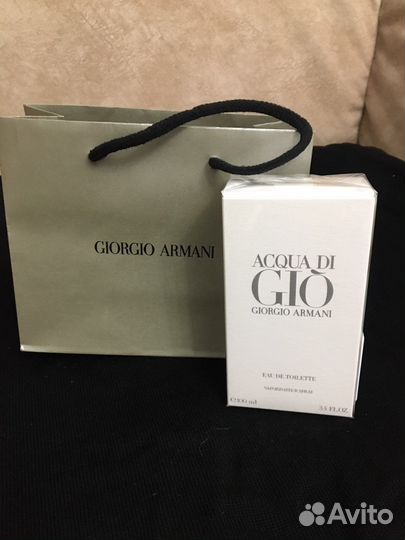 GIORGIO ARMANI
ACQUA DI
GIÒ
GIORGIO ARMANI
EAU DE TOILETTE
VAPORISATEUR SPRAY
℮100 ml 3.4 FL.OZ
Avito